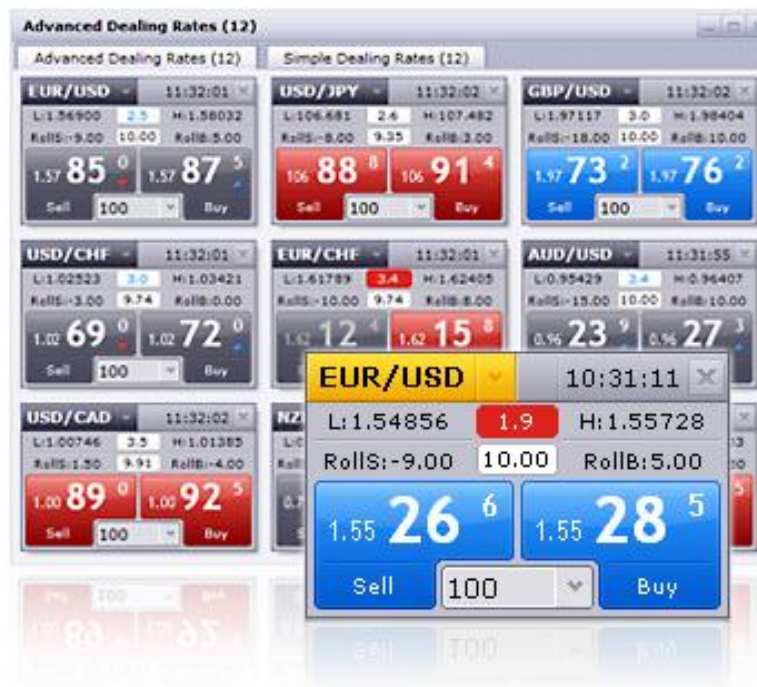 Advanced Dealing Rates (12)
Advanced Dealing Rates (12) Simple Dealing Rates (12)
EUR/USD 11:32:01 USD/JPY 11:32:02 GBP/USD 11:32:02
L:1.56900 2.5 H:1.58032 L:106.681 2.6 H:107.482 L:1.97117 3.0 H:1.98404
RollS:-9.00 10.00 RollB:5.00 RollS:-8.00 9.35 RollB:3.00 RollS:-18.00 10.00 RollB:10.00
1.57 85 0 1.57 87 5 106 88 8 106 91 4 1.97 73 2 1.97 76 2
Sell 100 Buy Sell 100 Buy Sell 100 Buy
USD/CHF 11:32:01 EUR/CHF 11:32:01 AUD/USD 11:31:55
L:1.02523 3.0 H:1.03421 L:1.61789 3.4 H:1.62405 L:0.95429 3.4 H:0.96407
RollS:-3.00 9.74 RollB:0.00 RollS:-10.00 9.74 RollB:8.00 RollS:-15.00 10.00 RollB:10.00
1.02 69 0 1.02 72 0 1.62 12 4 1.62 15 8 0.96 23 9 0.96 27 3
Sell 100 Buy
USD/CAD 11:32:02 NZ
L:1.00746 3.5 H:1.01385
RollS:1.50 9.91 RollB:-4.00
1.00 89 0 1.00 92 5
Sell 100 Buy
EUR/USD 10:31:11
L:1.54856 1.9 H:1.55728
RollS:-9.00 10.00 RollB:5.00
1.55 26 6 1.55 28 5
Sell 100 Buy